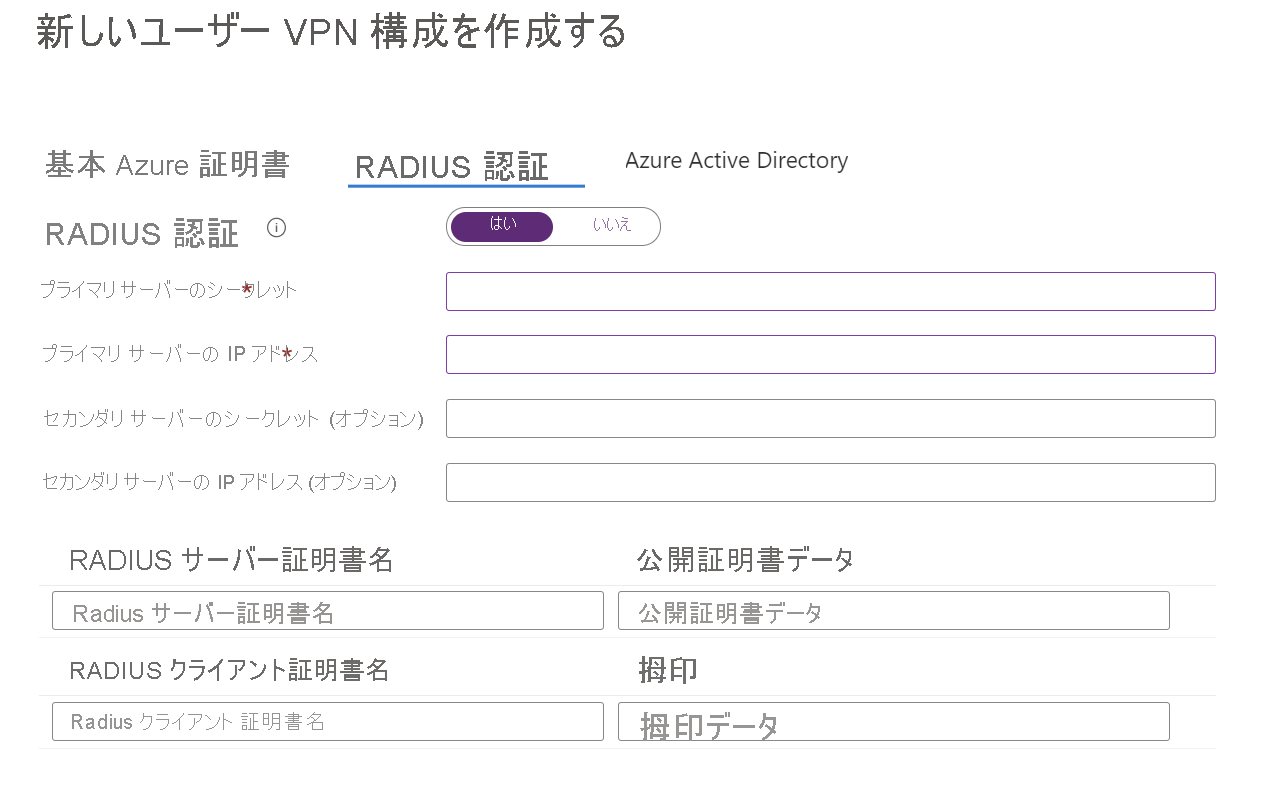 新しいユーザー VPN 構成を作成する
基本 Azure 証明書 RADIUS 認証 Azure Active Directory
RADIUS 認証 はい いいえ
プライマリ サーバーのシークレット *
プライマリ サーバーの IP アドレス *
セカンダリ サーバーのシークレット (オプション)
セカンダリ サーバーの IP アドレス (オプション)
RADIUS サーバー証明書名 公開証明書データ
Radius サーバー証明書名 公開証明書データ
RADIUS クライアント証明書名 拇印
Radius クライアント 証明書名 拇印データ